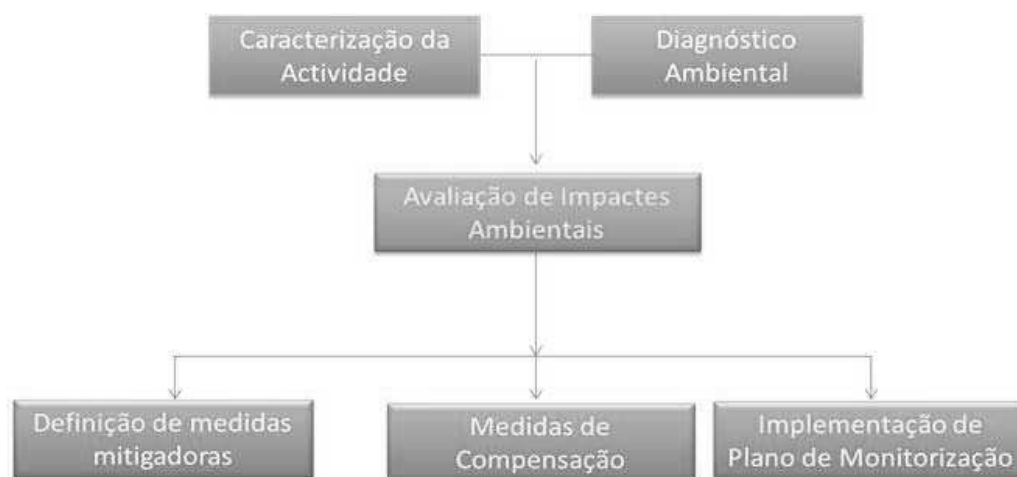 Caracterização da
Actividade
Diagnóstico
Ambiental
Avaliação de Impactes
Ambientais
Definição de medidas
mitigadoras
Medidas de
Compensação
Implementação de
Plano de Monitorização